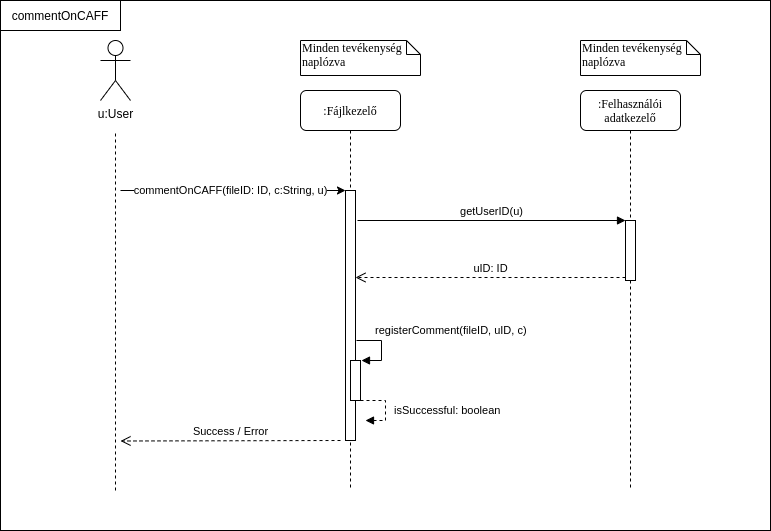 commentOnCAFF
Minden tevékenység
naplózva
Minden tevékenység
naplózva
u:User
:Fájlkezelő
:Felhasználói
adatkezelő
commentOnCAFF(fileID: ID, c:String, u)
getUserID(u)
uID: ID
registerComment(fileID, uID, c)
isSuccessful: boolean
Success / Error